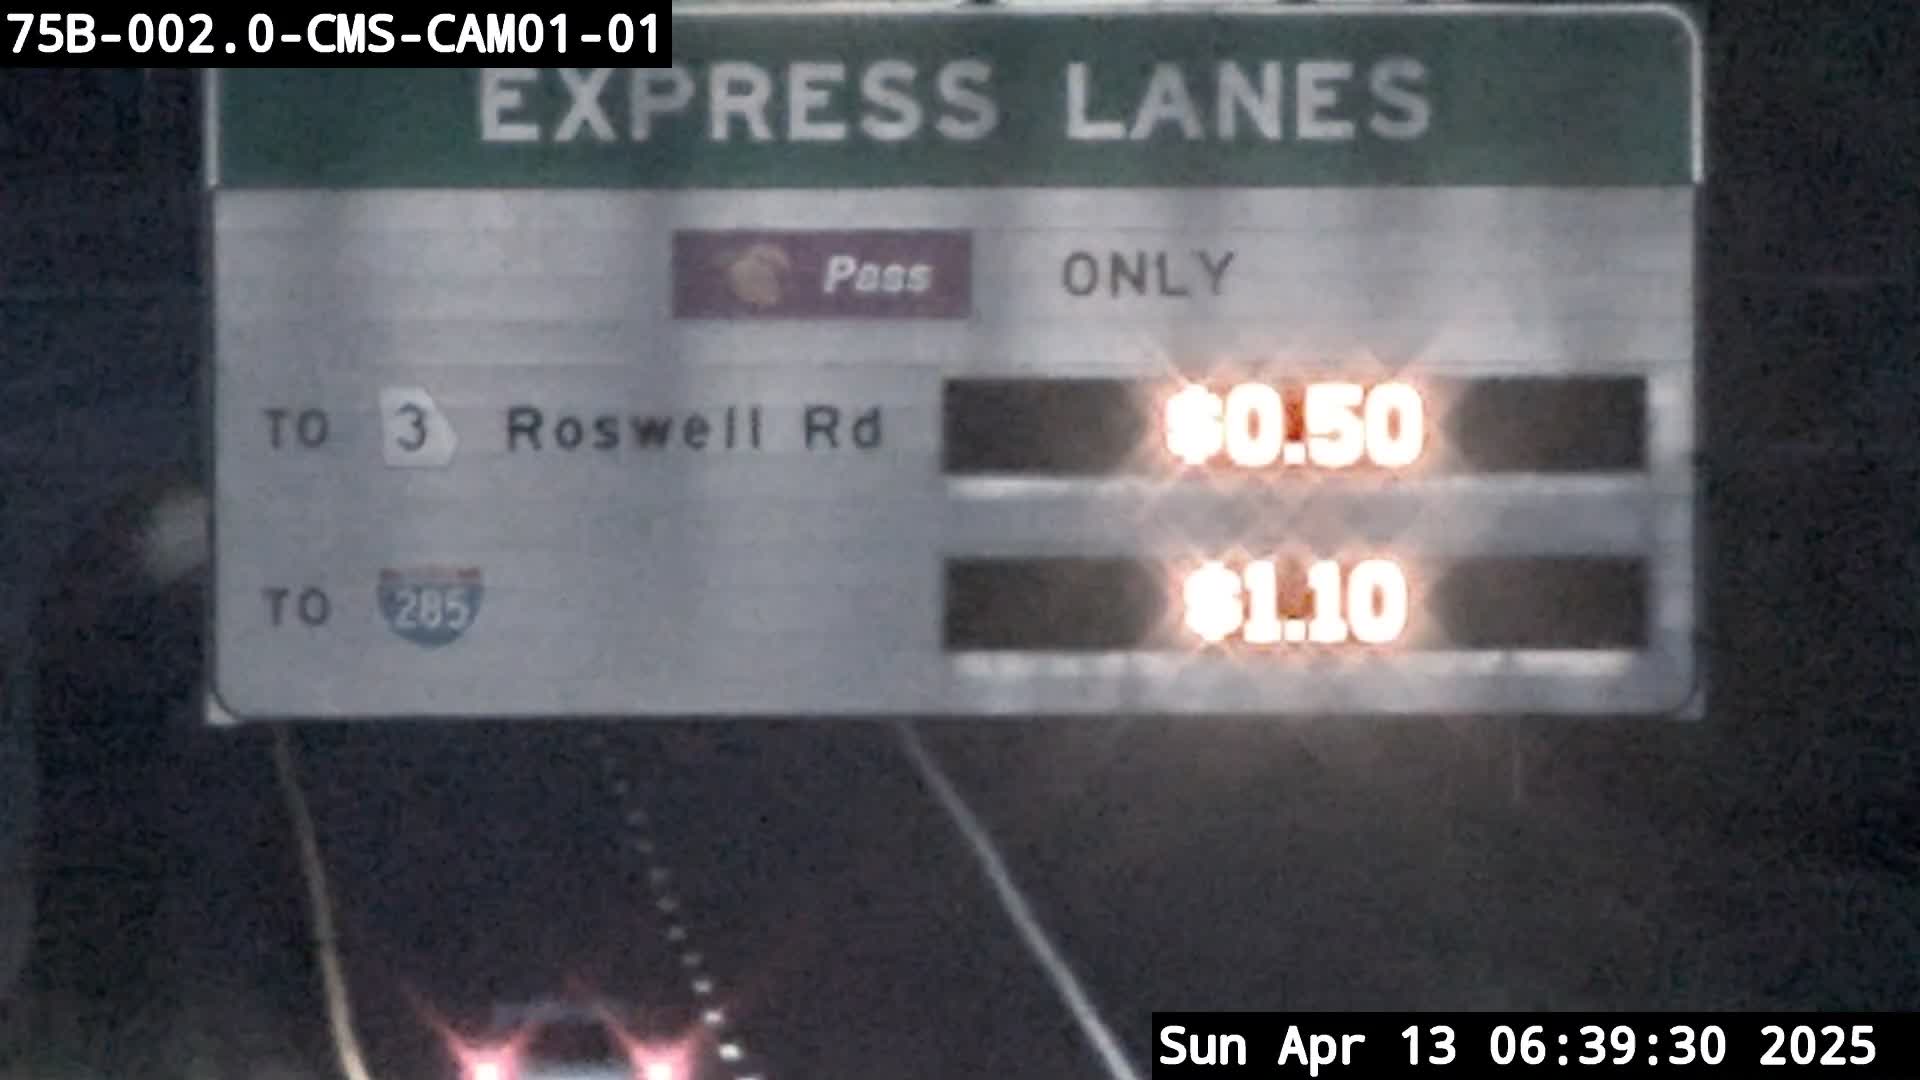 75B-002.0-CMS-CAM01-01
EXPRESS LANES
Pass ONLY
TO 3 Roswell Rd $0.50
TO 285 $1.10
Sun Apr 13 06:39:30 2025